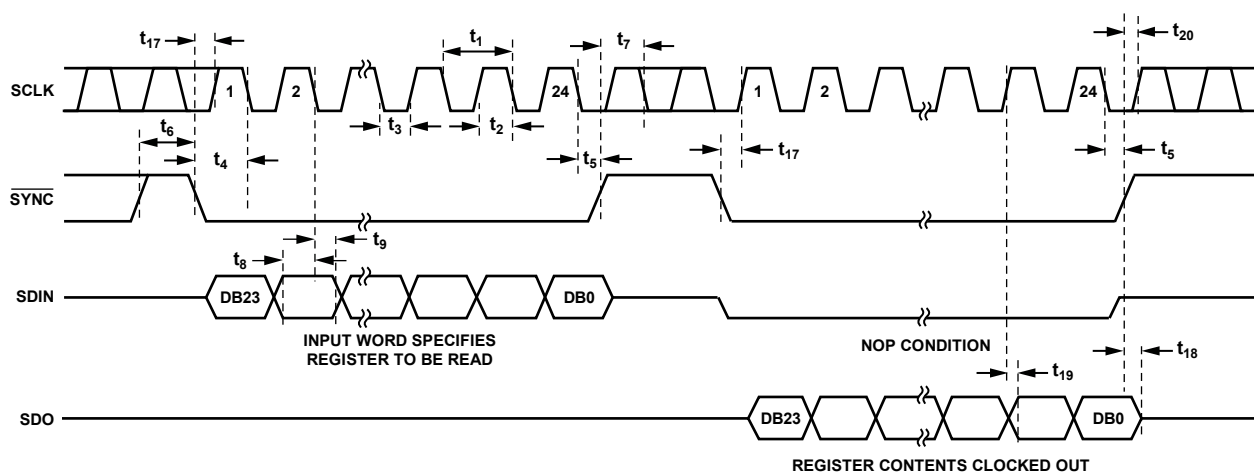 t17
t1
t7
t20
SCLK
1
2
24
1
2
24
t6
t4
t3
t2
t5
t17
t5
SYNC
t9
t8
SDIN
DB23
DB0
INPUT WORD SPECIFIES
REGISTER TO BE READ
NOP CONDITION
t18
t19
SDO
DB23
DB0
REGISTER CONTENTS CLOCKED OUT